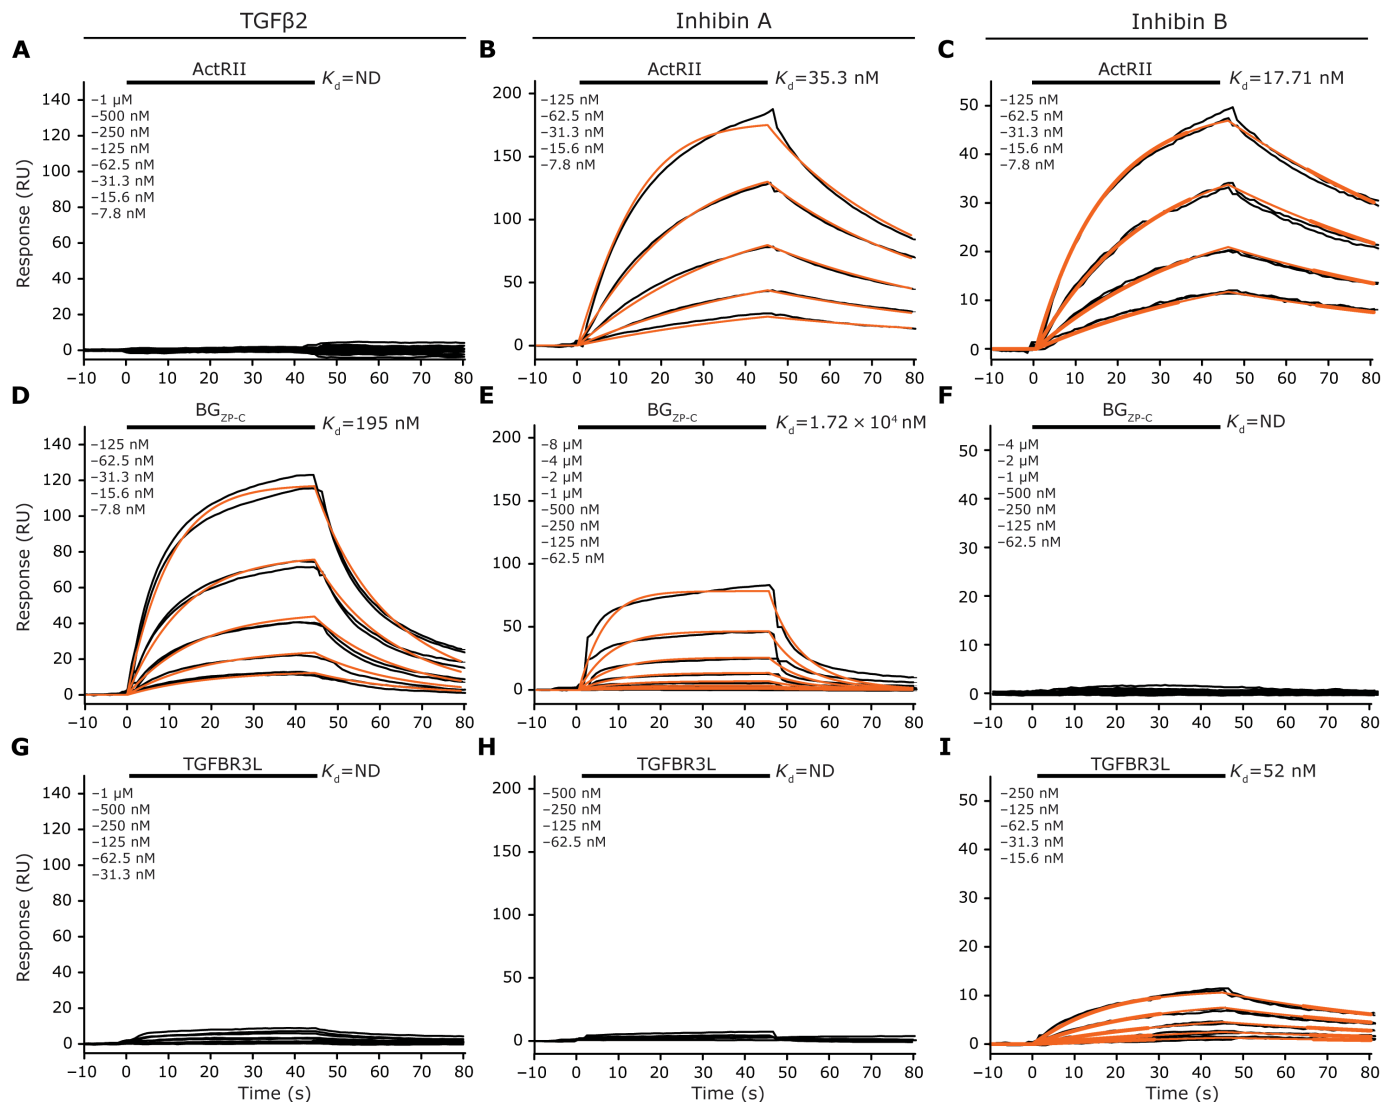 TGFβ2
Inhibin A
Inhibin B
A
ActRII
K_d=ND
–1 µM
–500 nM
–250 nM
–125 nM
–62.5 nM
–31.3 nM
–15.6 nM
–7.8 nM
Response (RU)
140
120
100
80
60
40
20
0
–10 0 10 20 30 40 50 60 70 80
B
ActRII
K_d=35.3 nM
–125 nM
–62.5 nM
–31.3 nM
–15.6 nM
–7.8 nM
200
150
100
50
0
–10 0 10 20 30 40 50 60 70 80
C
ActRII
K_d=17.71 nM
–125 nM
–62.5 nM
–31.3 nM
–15.6 nM
–7.8 nM
50
40
30
20
10
0
–10 0 10 20 30 40 50 60 70 80
D
BG_ZP-C
K_d=195 nM
–125 nM
–62.5 nM
–31.3 nM
–15.6 nM
–7.8 nM
Response (RU)
140
120
100
80
60
40
20
0
–10 0 10 20 30 40 50 60 70 80
E
BG_ZP-C
K_d=1.72 × 10⁴ nM
–8 µM
–4 µM
–2 µM
–1 µM
–500 nM
–250 nM
–125 nM
–62.5 nM
200
150
100
50
0
–10 0 10 20 30 40 50 60 70 80
F
BG_ZP-C
K_d=ND
–4 µM
–2 µM
–1 µM
–500 nM
–250 nM
–125 nM
–62.5 nM
50
40
30
20
10
0
–10 0 10 20 30 40 50 60 70 80
G
TGFBR3L
K_d=ND
–1 µM
–500 nM
–250 nM
–125 nM
–62.5 nM
–31.3 nM
Response (RU)
140
120
100
80
60
40
20
0
–10 0 10 20 30 40 50 60 70 80
Time (s)
H
TGFBR3L
K_d=ND
–500 nM
–250 nM
–125 nM
–62.5 nM
200
150
100
50
0
–10 0 10 20 30 40 50 60 70 80
Time (s)
I
TGFBR3L
K_d=52 nM
–250 nM
–125 nM
–62.5 nM
–31.3 nM
–15.6 nM
50
40
30
20
10
0
–10 0 10 20 30 40 50 60 70 80
Time (s)